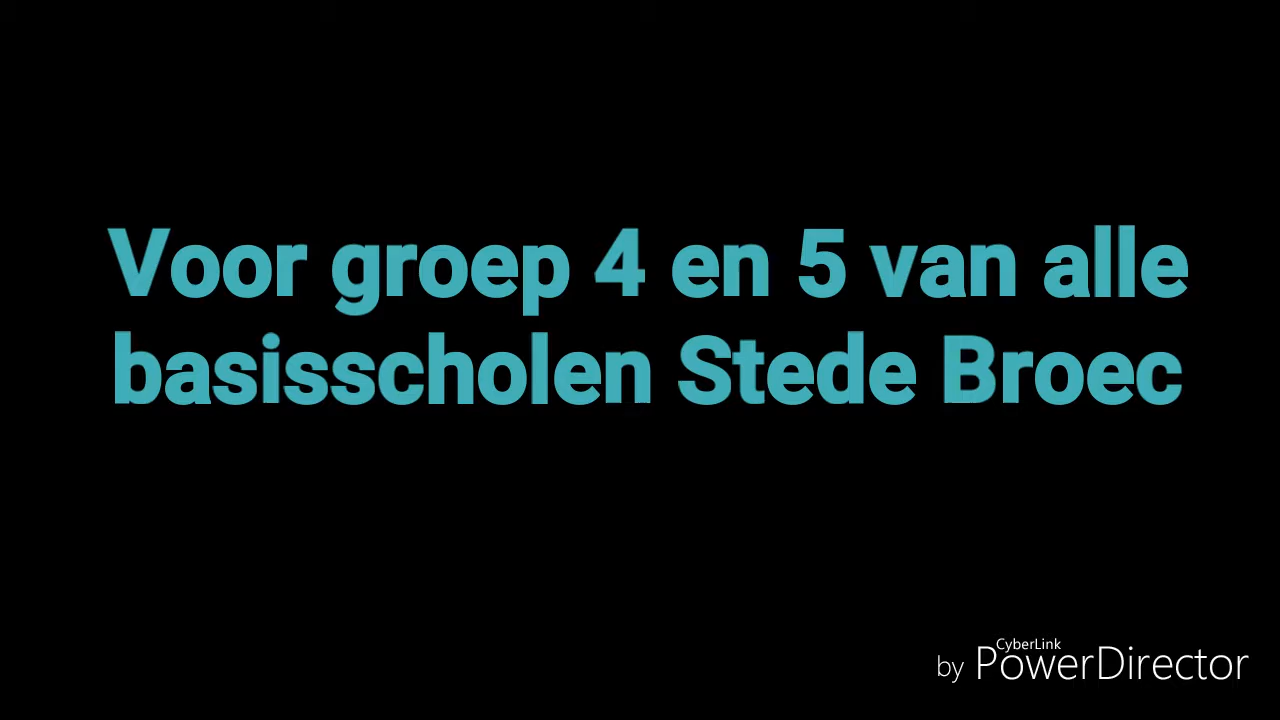 Voor groep 4 en 5 van alle
basisscholen Stede Broec
CyberLink
by PowerDirector